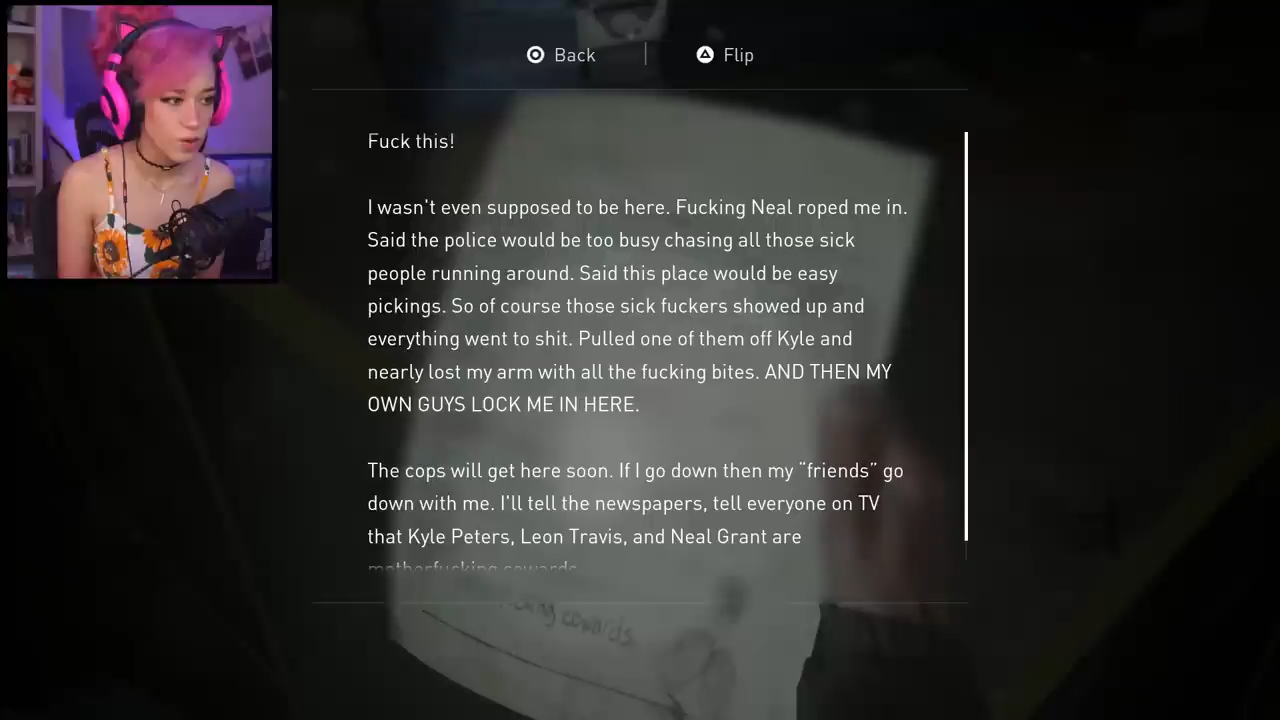 Back | Flip
Fuck this!
I wasn't even supposed to be here. Fucking Neal roped me in.
Said the police would be too busy chasing all those sick
people running around. Said this place would be easy
pickings. So of course those sick fuckers showed up and
everything went to shit. Pulled one of them off Kyle and
nearly lost my arm with all the fucking bites. AND THEN MY
OWN GUYS LOCK ME IN HERE.
The cops will get here soon. If I go down then my “friends” go
down with me. I'll tell the newspapers, tell everyone on TV
that Kyle Peters, Leon Travis, and Neal Grant are
motherfucking cowards.
cowards.